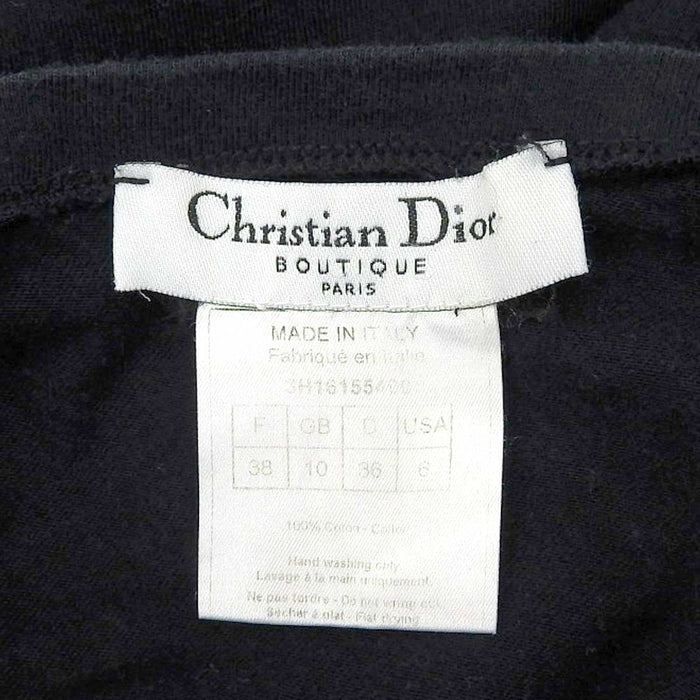 Christian Dior
BOUTIQUE
PARIS
MADE IN ITALY
Fabriqué en Italie
3H16155400
F GB D USA
38 10 36 6
100% Coton - Cotton
Hand washing only.
Lavage à la main uniquement.
Ne pas tordre - Do not wring out.
Sécher à plat - Flat drying.